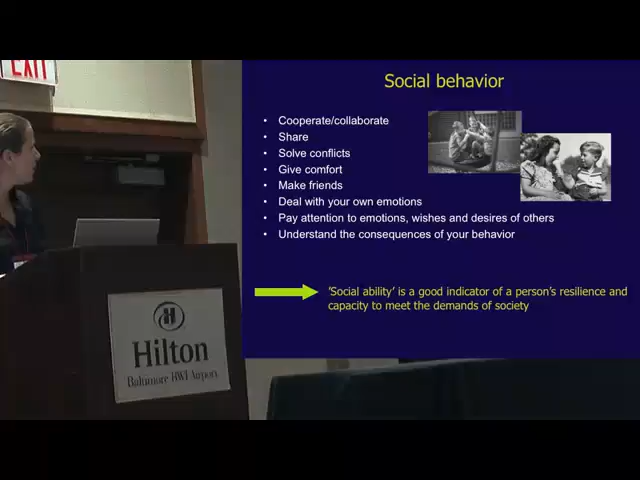 EXIT
Social behavior
• Cooperate/collaborate
• Share
• Solve conflicts
• Give comfort
• Make friends
• Deal with your own emotions
• Pay attention to emotions, wishes and desires of others
• Understand the consequences of your behavior
'Social ability' is a good indicator of a person's resilience and
capacity to meet the demands of society
Hilton
Baltimore BWI Airport